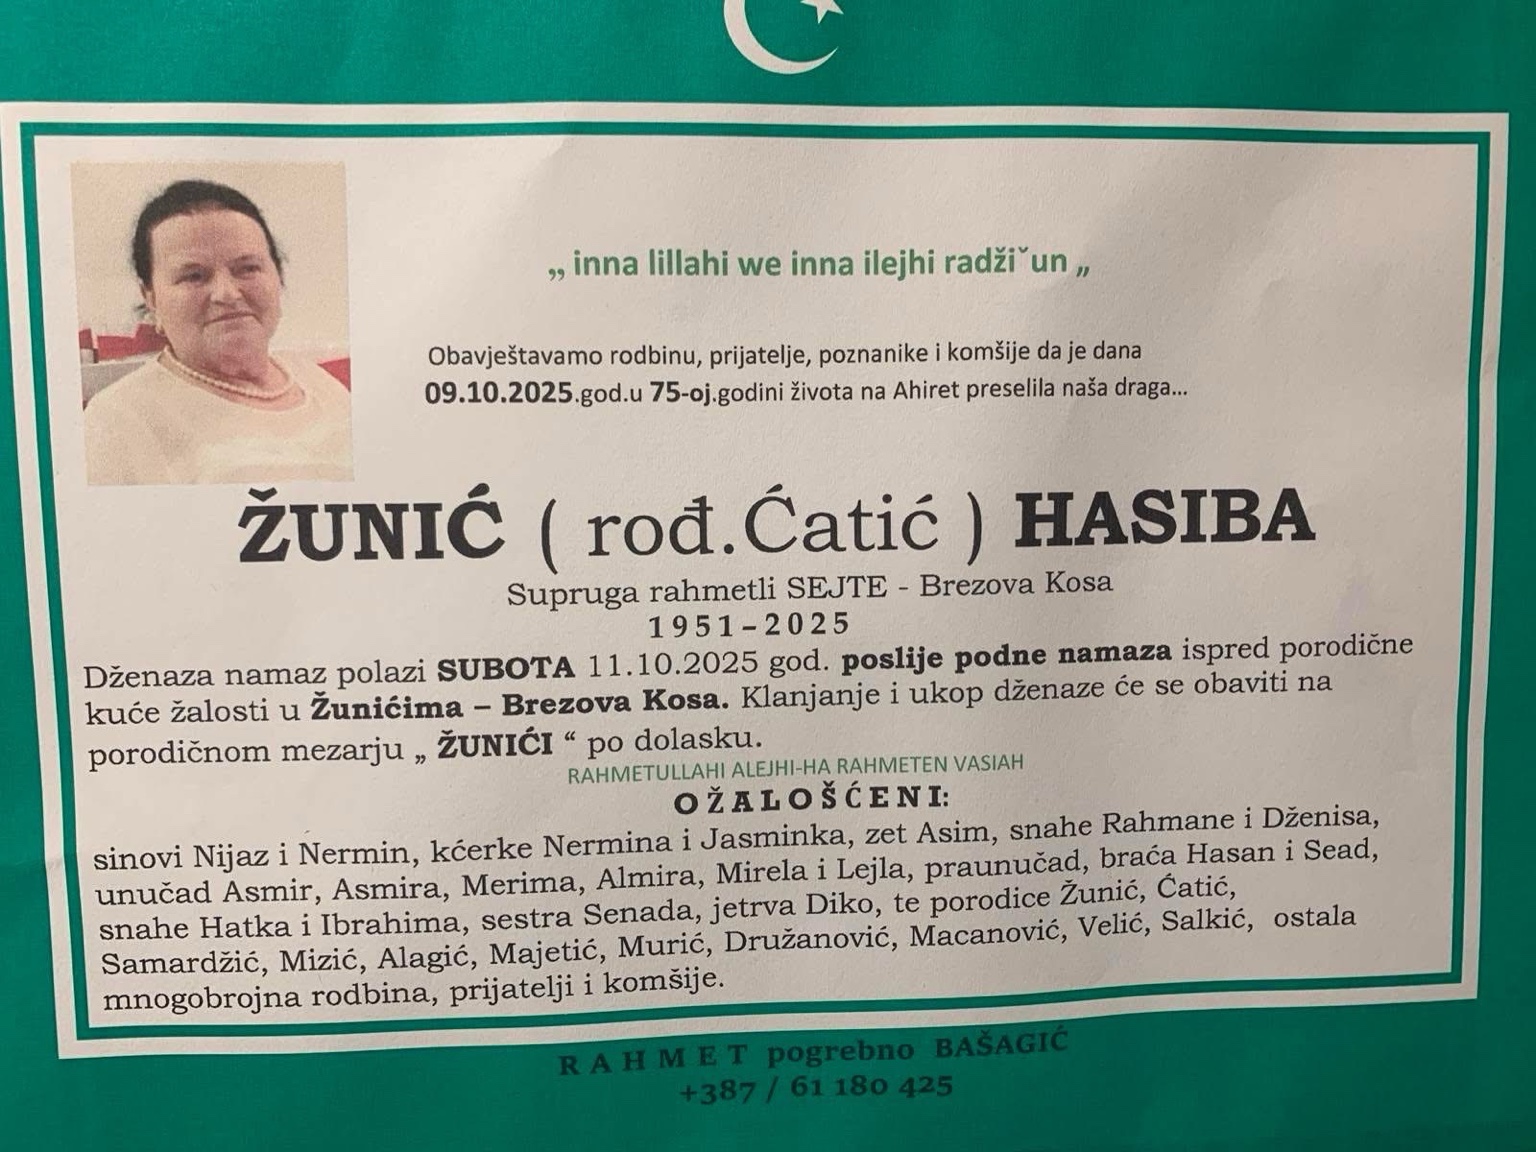 „ inna lillahi we inna ilejhi radžiˇun „
Obavještavamo rodbinu, prijatelje, poznanike i komšije da je dana
09.10.2025.god.u 75-oj.godini života na Ahiret preselila naša draga...
ŽUNIĆ ( rođ.Ćatić ) HASIBA
Supruga rahmetli SEJTE - Brezova Kosa
1951–2025
Dženaza namaz polazi SUBOTA 11.10.2025 god. poslije podne namaza ispred porodične
kuće žalosti u Žunićima – Brezova Kosa. Klanjanje i ukop dženaze će se obaviti na
porodičnom mezarju „ ŽUNIĆI “ po dolasku.
RAHMETULLAHI ALEJHI-HA RAHMETEN VASIAH
OŽALOŠĆENI:
sinovi Nijaz i Nermin, kćerke Nermina i Jasminka, zet Asim, snahe Rahmane i Dženisa,
unučad Asmir, Asmira, Merima, Almira, Mirela i Lejla, praunučad, braća Hasan i Sead,
snahe Hatka i Ibrahima, sestra Senada, jetrva Diko, te porodice Žunić, Ćatić,
Samardžić, Mizić, Alagić, Majetić, Murić, Družanović, Macanović, Velić, Salkić, ostala
mnogobrojna rodbina, prijatelji i komšije.
RAHMET pogrebno BAŠAGIĆ
+387 / 61 180 425